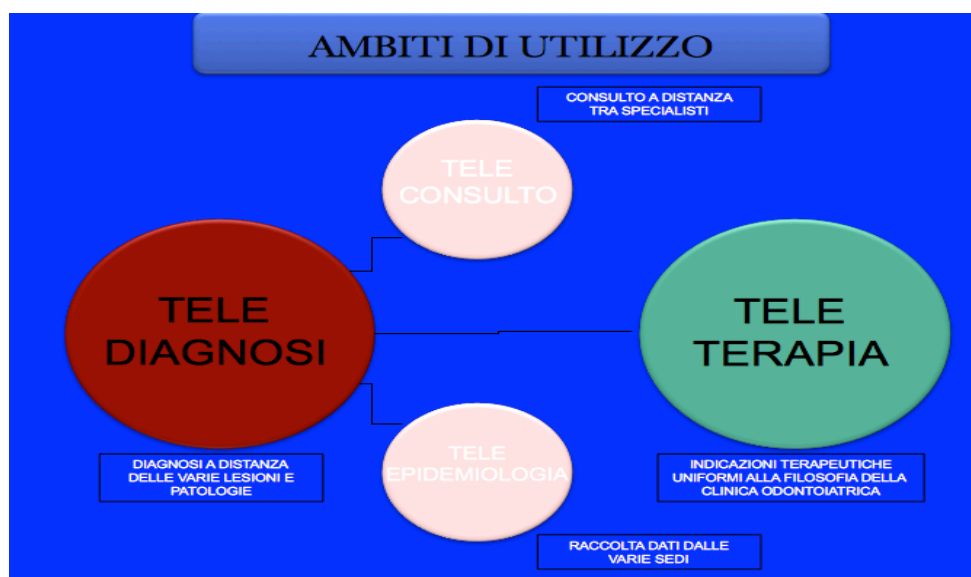 AMBITI DI UTILIZZO
CONSULTO A DISTANZA
TRA SPECIALISTI
TELE
CONSULTO
TELE
DIAGNOSI
TELE
TERAPIA
TELE
EPIDEMIOLOGIA
DIAGNOSI A DISTANZA
DELLE VARIE LESIONI E
PATOLOGIE
INDICAZIONI TERAPEUTICHE
UNIFORMI ALLA FILOSOFIA DELLA
CLINICA ODONTOIATRICA
RACCOLTA DATI DALLE
VARIE SEDI